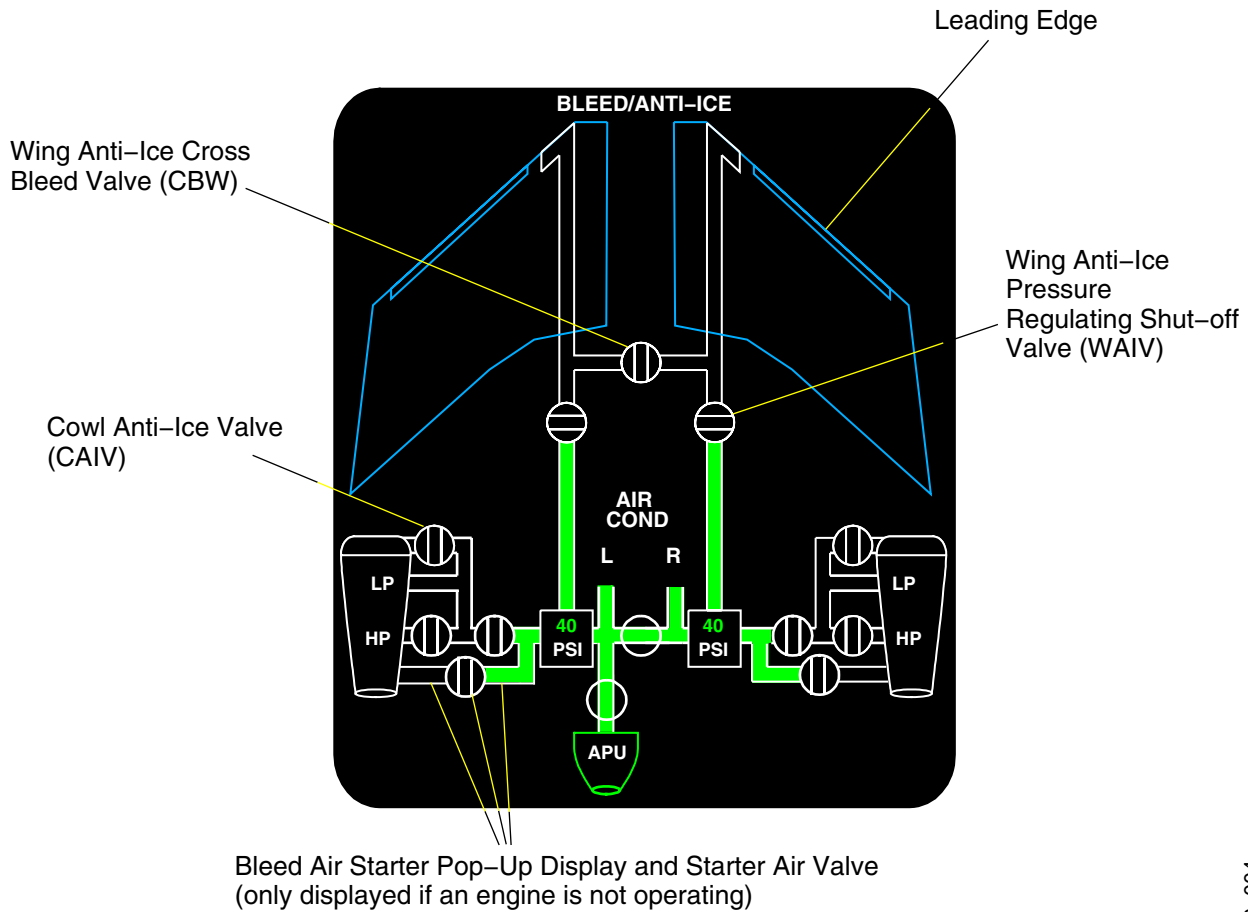 Leading Edge
BLEED/ANTI–ICE
Wing Anti–Ice Cross
Bleed Valve (CBW)
Wing Anti–Ice
Pressure
Regulating Shut–off
Valve (WAIV)
Cowl Anti–Ice Valve
(CAIV)
AIR
COND
L R
LP
HP
40
PSI
40
PSI
LP
HP
APU
Bleed Air Starter Pop–Up Display and Starter Air Valve
(only displayed if an engine is not operating)